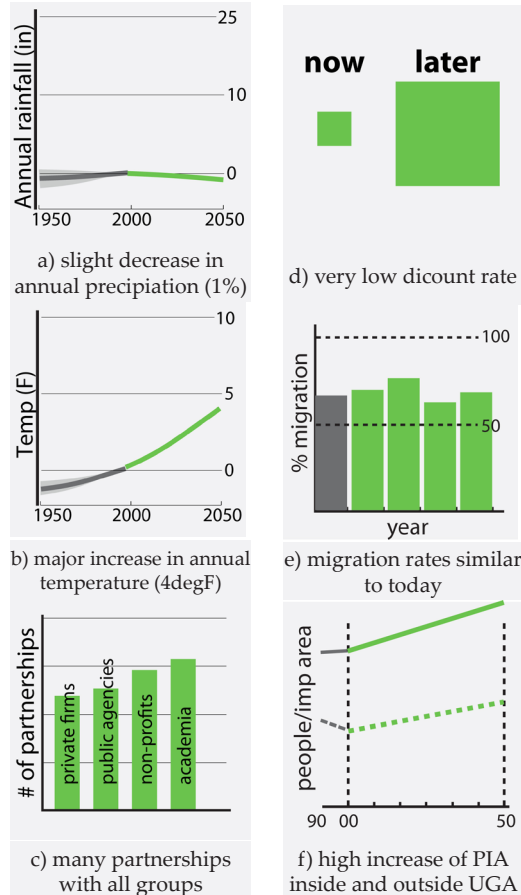 Annual rainfall (in)
25
10
0
1950 2000 2050
a) slight decrease in
annual precipiation (1%)
now later
d) very low dicount rate
Temp (F)
10
5
0
1950 2000 2050
b) major increase in annual
temperature (4degF)
% migration
100
50
year
e) migration rates similar
to today
# of partnerships
private firms
public agencies
non-profits
academia
c) many partnerships
with all groups
people/imp area
90 00 50
f) high increase of PIA
inside and outside UGA